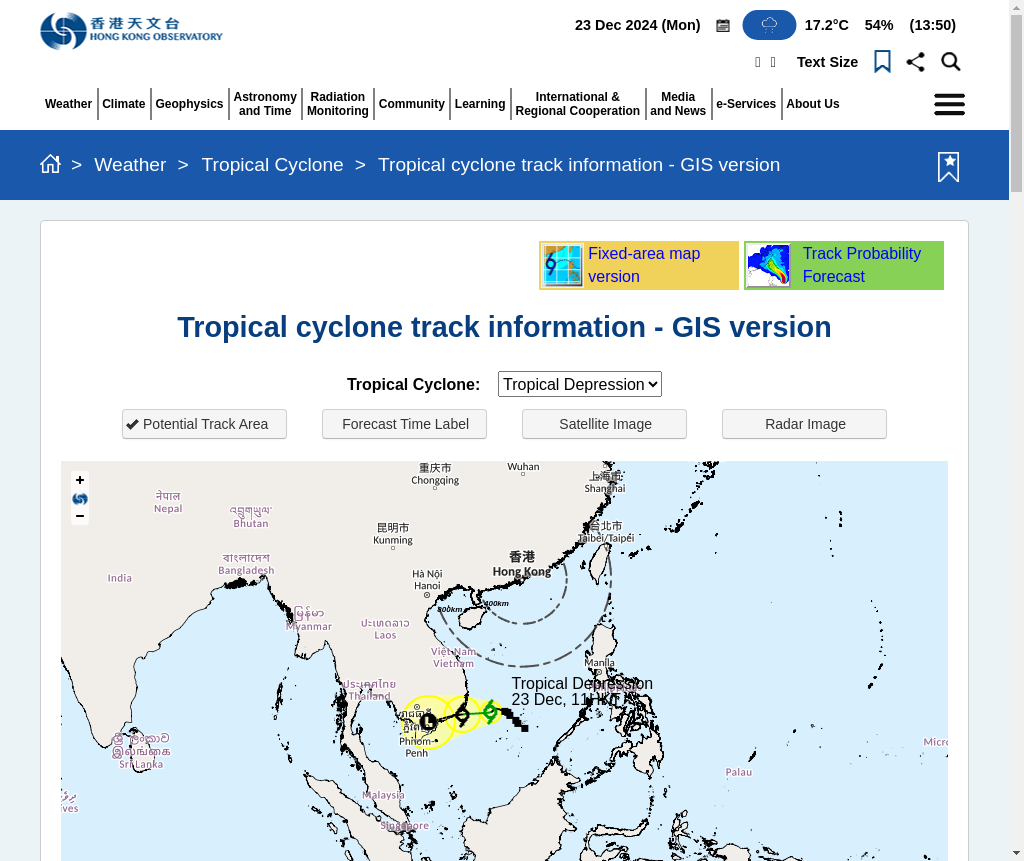 香港天文台
HONG KONG OBSERVATORY
23 Dec 2024 (Mon)
17.2°C 54% (13:50)
Text Size
Weather
Climate
Geophysics
Astronomy
and Time
Radiation
Monitoring
Community
Learning
International &
Regional Cooperation
Media
and News
e-Services
About Us
> Weather > Tropical Cyclone > Tropical cyclone track information - GIS version
Fixed-area map
version
Track Probability
Forecast
Tropical cyclone track information - GIS version
Tropical Cyclone: Tropical Depression
Potential Track Area
Forecast Time Label
Satellite Image
Radar Image
+
−
重庆市
Chongqing
Wuhan
上海市
Shanghai
नेपाल
Nepal
འབྲུག་ཡུལ་
Bhutan
昆明市
Kunming
台北市
Taibei/Taipei
বাংলাদেশ
Bangladesh
香港
Hong Kong
India
Hà Nội
Hanoi
800km
400km
မြန်မာ
Myanmar
ປະເທດລາວ
Laos
Việt Nam
Vietnam
Manila
ประเทศไทย
Thailand
Tropical Depression
23 Dec, 11HKT
L
Phnom-
Penh
ශ්‍රී ලංකාව
இலங்கை
Sri Lanka
Micro
Palau
ives
Malaysia
Singapore